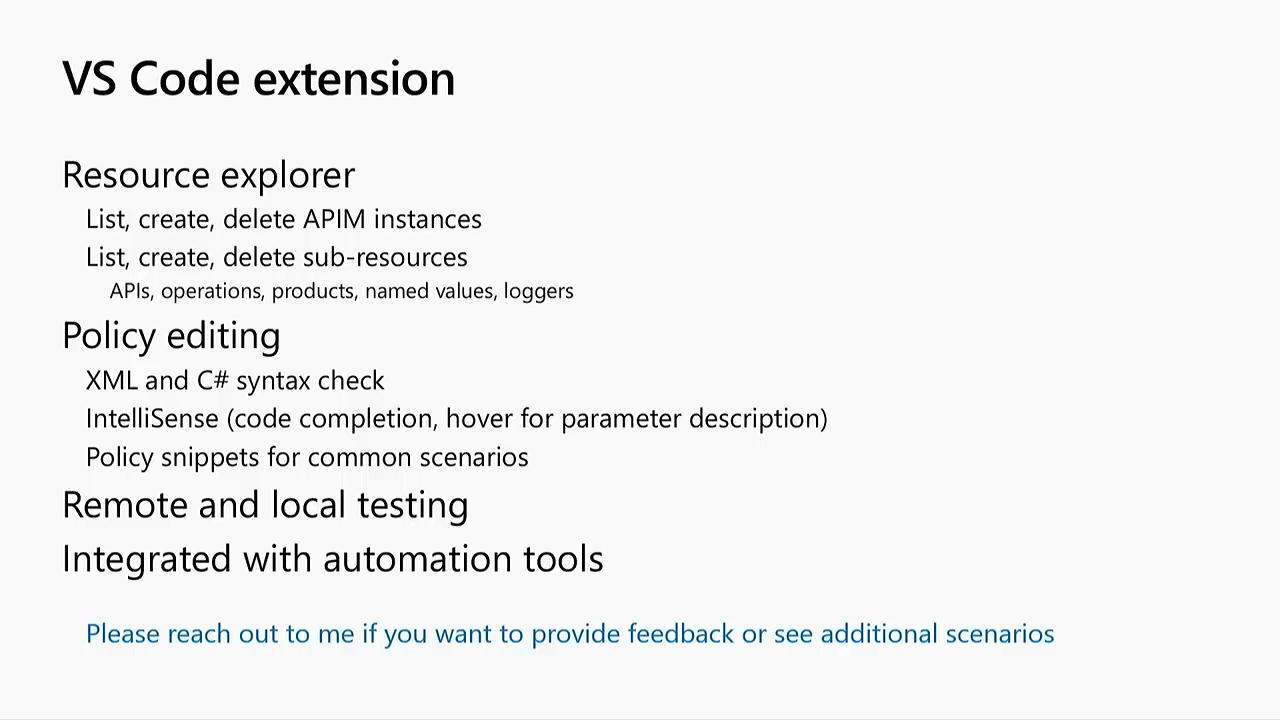 VS Code extension
Resource explorer
List, create, delete APIM instances
List, create, delete sub-resources
APIs, operations, products, named values, loggers
Policy editing
XML and C# syntax check
IntelliSense (code completion, hover for parameter description)
Policy snippets for common scenarios
Remote and local testing
Integrated with automation tools
Please reach out to me if you want to provide feedback or see additional scenarios